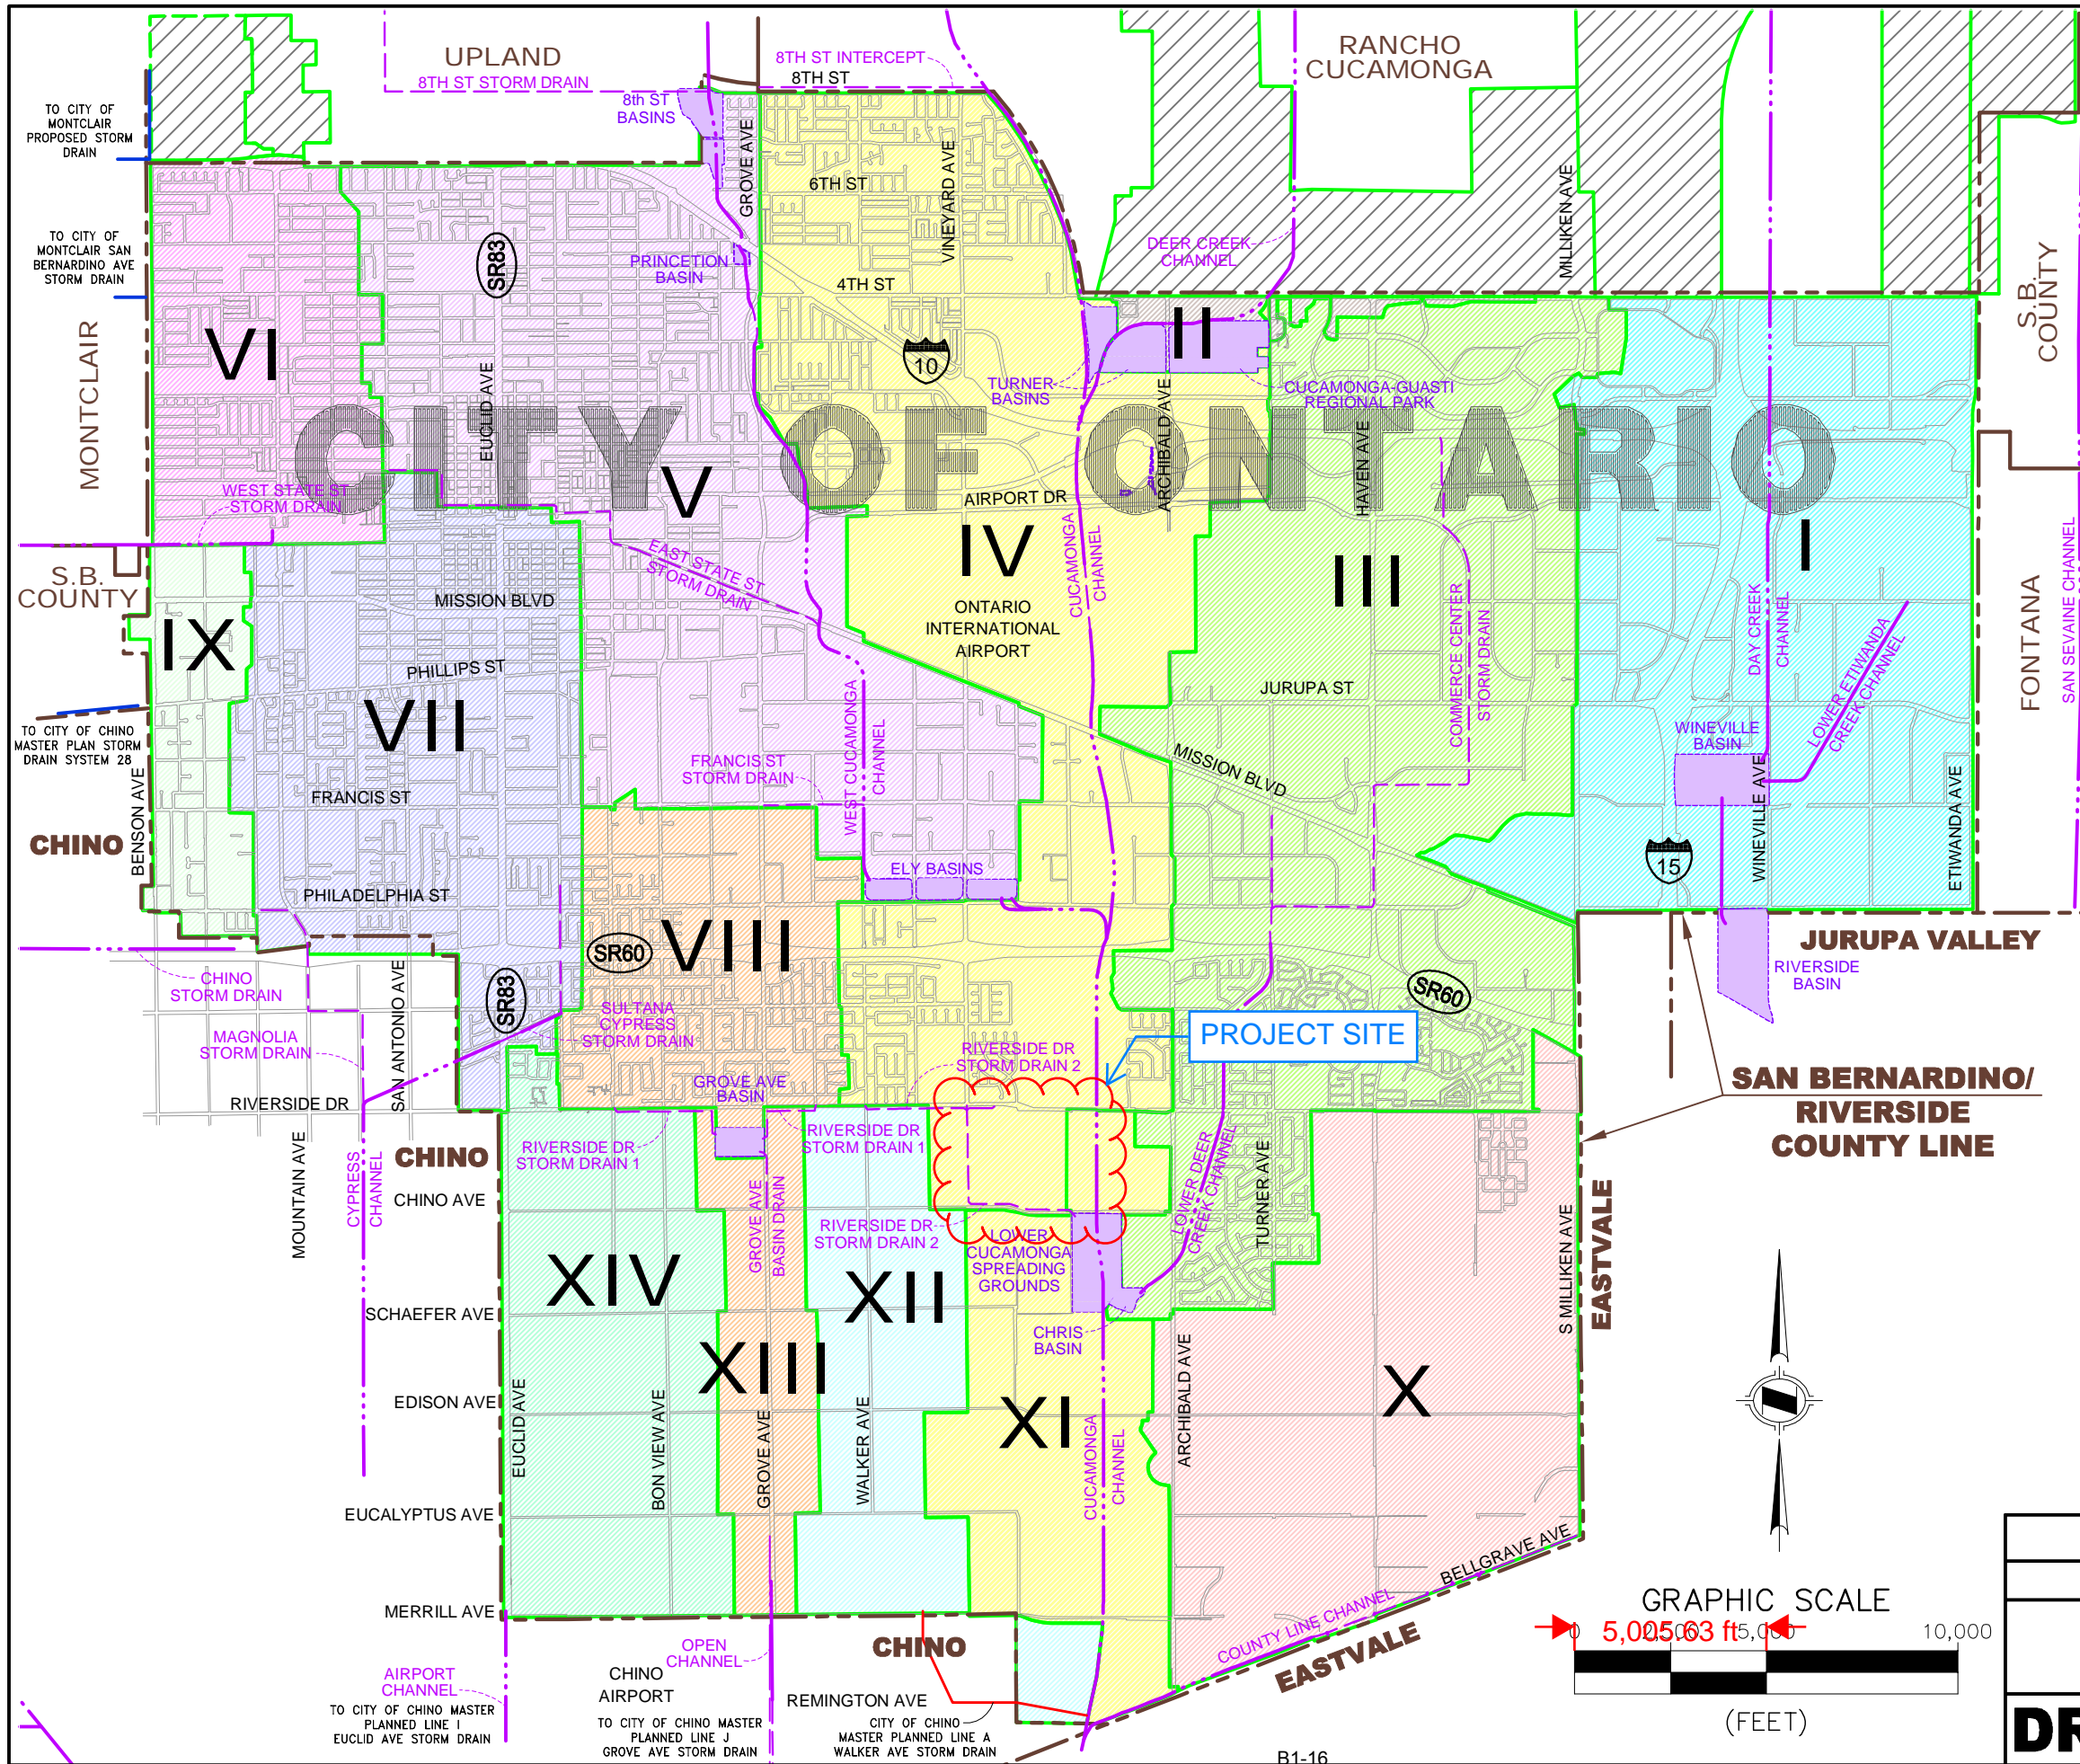 UPLAND
8TH ST STORM DRAIN
8TH ST INTERCEPT
8TH ST
RANCHO
CUCAMONGA
8th ST
BASINS
TO CITY OF
MONTCLAIR
PROPOSED STORM
DRAIN
GROVE AVE
6TH ST
VINEYARD AVE
MILLIKEN AVE
TO CITY OF
MONTCLAIR SAN
BERNARDINO AVE
STORM DRAIN
SR83
PRINCETION
BASIN
4TH ST
DEER CREEK
CHANNEL
S.B.
COUNTY
MONTCLAIR
VI
EUCLID AVE
10
II
TURNER
BASINS
ARCHIBALD AVE
CUCAMONGA-GUASTI
REGIONAL PARK
CITY OF ONTARIO
WEST STATE ST
STORM DRAIN
V
AIRPORT DR
HAVEN AVE
IV
CUCAMONGA
CHANNEL
III
I
S.B.
COUNTY
EAST STATE ST
STORM DRAIN
MISSION BLVD
ONTARIO
INTERNATIONAL
AIRPORT
COMMERCE CENTER
STORM DRAIN
DAY CREEK
CHANNEL
LOWER ETIWANDA
CREEK CHANNEL
FONTANA
SAN SEVAINE CHANNEL
IX
PHILLIPS ST
JURUPA ST
VII
TO CITY OF CHINO
MASTER PLAN STORM
DRAIN SYSTEM 28
WEST CUCAMONGA
CHANNEL
FRANCIS ST
STORM DRAIN
MISSION BLVD
WINEVILLE
BASIN
BENSON AVE
FRANCIS ST
WINEVILLE AVE
ETIWANDA AVE
CHINO
15
ELY BASINS
PHILADELPHIA ST
SR60
VIII
JURUPA VALLEY
CHINO
STORM DRAIN
SAN ANTONIO AVE
SR83
SR60
RIVERSIDE
BASIN
SULTANA
CYPRESS
STORM DRAIN
MAGNOLIA
STORM DRAIN
PROJECT SITE
RIVERSIDE DR
STORM DRAIN 2
GROVE AVE
BASIN
SAN BERNARDINO/
RIVERSIDE
COUNTY LINE
RIVERSIDE DR
MOUNTAIN AVE
CYPRESS
CHANNEL
CHINO
RIVERSIDE DR
STORM DRAIN 1
RIVERSIDE DR
STORM DRAIN 1
LOWER DEER
CREEK CHANNEL
TURNER AVE
CHINO AVE
GROVE AVE
BASIN DRAIN
RIVERSIDE DR
STORM DRAIN 2
LOWER
CUCAMONGA
SPREADING
GROUNDS
S MILLIKEN AVE
EASTVALE
XIV
XII
SCHAEFER AVE
CHRIS
BASIN
XIII
ARCHIBALD AVE
X
EDISON AVE
EUCLID AVE
BON VIEW AVE
GROVE AVE
WALKER AVE
XI
CUCAMONGA
CHANNEL
EUCALYPTUS AVE
BELLGRAVE AVE
MERRILL AVE
COUNTY LINE CHANNEL
GRAPHIC SCALE
0
5,005.63 ft
5,000
10,000
(FEET)
OPEN
CHANNEL
CHINO
EASTVALE
AIRPORT
CHANNEL
CHINO
AIRPORT
REMINGTON AVE
TO CITY OF CHINO MASTER
PLANNED LINE I
EUCLID AVE STORM DRAIN
TO CITY OF CHINO MASTER
PLANNED LINE J
GROVE AVE STORM DRAIN
CITY OF CHINO
MASTER PLANNED LINE A
WALKER AVE STORM DRAIN
B1-16